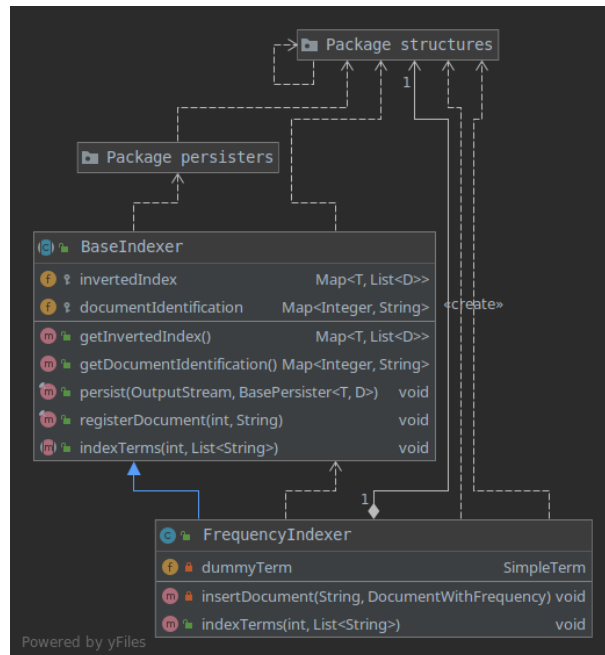 Package structures
1
Package persisters
BaseIndexer
invertedIndex Map<T, List<D>>
documentIdentification Map<Integer, String>
«create»
getInvertedIndex() Map<T, List<D>>
getDocumentIdentification() Map<Integer, String>
persist(OutputStream, BasePersister<T, D>) void
registerDocument(int, String) void
indexTerms(int, List<String>) void
1
FrequencyIndexer
dummyTerm SimpleTerm
insertDocument(String, DocumentWithFrequency) void
indexTerms(int, List<String>) void
Powered by yFiles